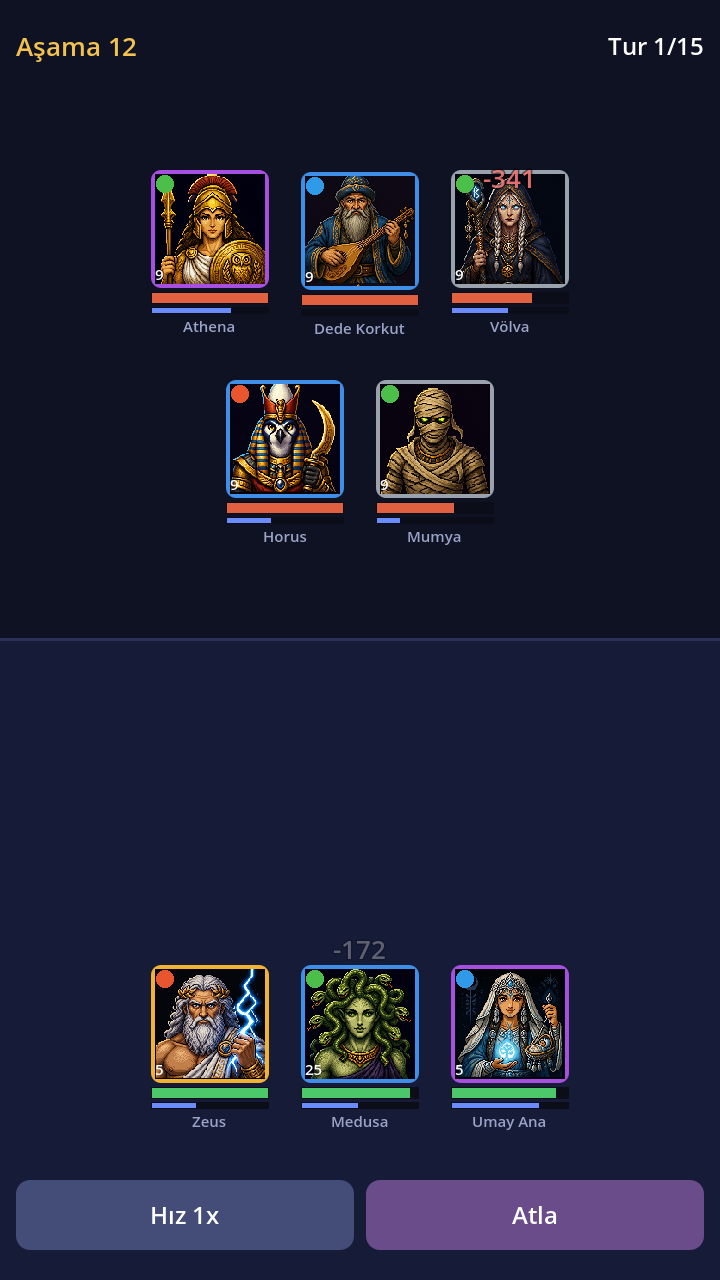 Aşama 12
Tur 1/15
-341
9
9
9
Athena
Dede Korkut
Völva
9
9
Horus
Mumya
-172
5
25
5
Zeus
Medusa
Umay Ana
Hız 1x
Atla